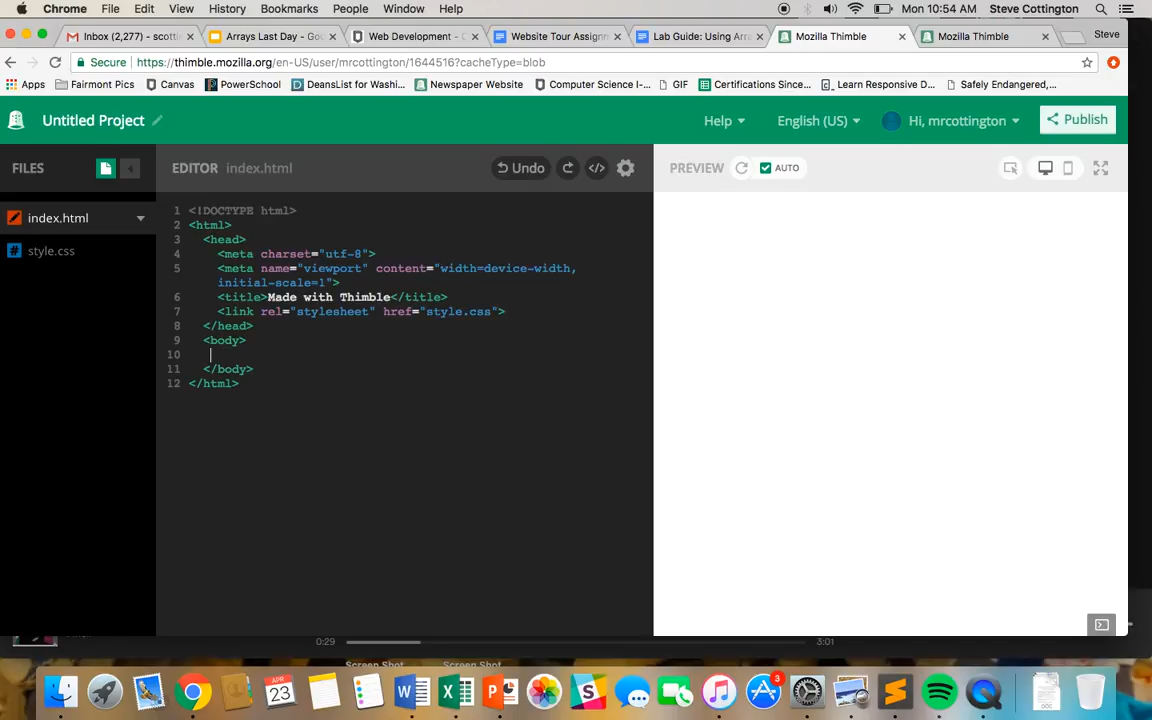 Chrome File Edit View History Bookmarks People Window Help Mon 10:54 AM Steve Cottington
Inbox (2,277) - scotti Arrays Last Day - Go Web Development - C Website Tour Assignm Lab Guide: Using Arra Mozilla Thimble Mozilla Thimble Steve
Secure https://thimble.mozilla.org/en-US/user/mrcottington/1644516?cacheType=blob
Apps Fairmont Pics Canvas PowerSchool DeansList for Washi... Newspaper Website Computer Science I-... GIF Certifications Since... Learn Responsive D... Safely Endangered,...
Untitled Project Help English (US) Hi, mrcottington Publish
FILES EDITOR index.html Undo </> PREVIEW AUTO
index.html
style.css
1 <!DOCTYPE html>
2 <html>
3 <head>
4 <meta charset="utf-8">
5 <meta name="viewport" content="width=device-width,
initial-scale=1">
6 <title>Made with Thimble</title>
7 <link rel="stylesheet" href="style.css">
8 </head>
9 <body>
10
11 </body>
12 </html>
0:29 3:01
Screen Shot Screen Shot
APR
23
3